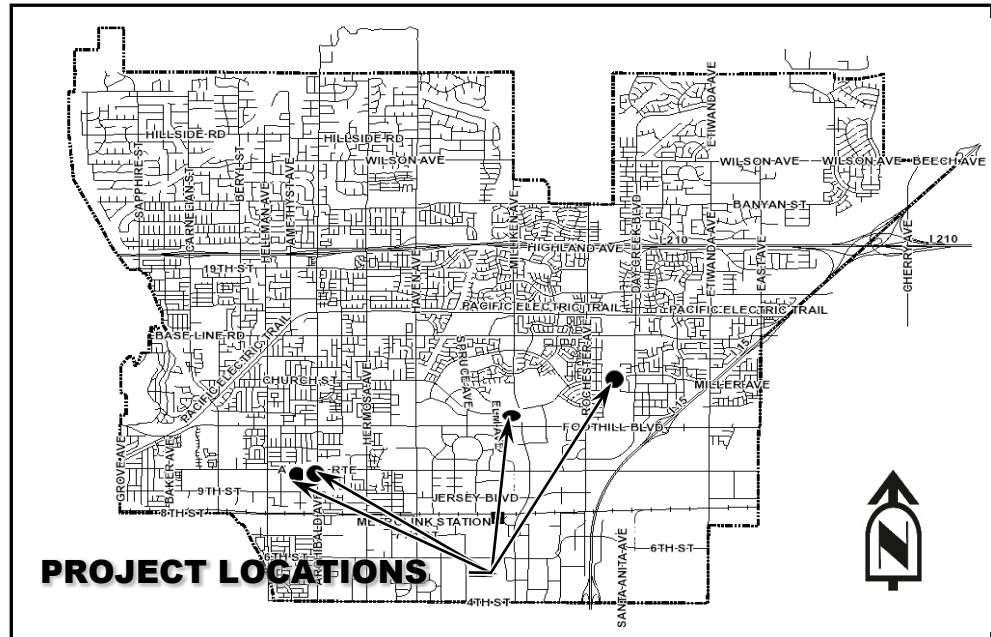 HILLSIDE RD
HILLSIDE RD
WILSON AVE
ETIWANDA AVE
WILSON AVE
WILSON AVE
BEECH AVE
SAPPHIRE ST
CARNELIAN ST
BERYL ST
HELLMAN AVE
AMETHYST AVE
BANYAN ST
MILLIKEN AVE
HIGHLAND AVE
DAY CREEK BLVD
I 210
ETIWANDA AVE
EAST AVE
I 210
CHERRY AVE
19TH ST
HAVEN AVE
PACIFIC ELECTRIC TRAIL
PACIFIC ELECTRIC TRAIL
BASE LINE RD
PACIFIC ELECTRIC TRAIL
SPRUCE AVE
ROCHESTER AVE
I 15
I-15
CHURCH ST
HERMOSA AVE
MILLER AVE
FOOTHILL BLVD
GROVE AVE
BAKER AVE
A
RTE
9TH ST
8TH ST
ARCHIBALD AVE
JERSEY BLVD
METROLINK STATION
6TH ST
6TH ST
SANTA ANITA AVE
4TH ST
PROJECT LOCATIONS
N